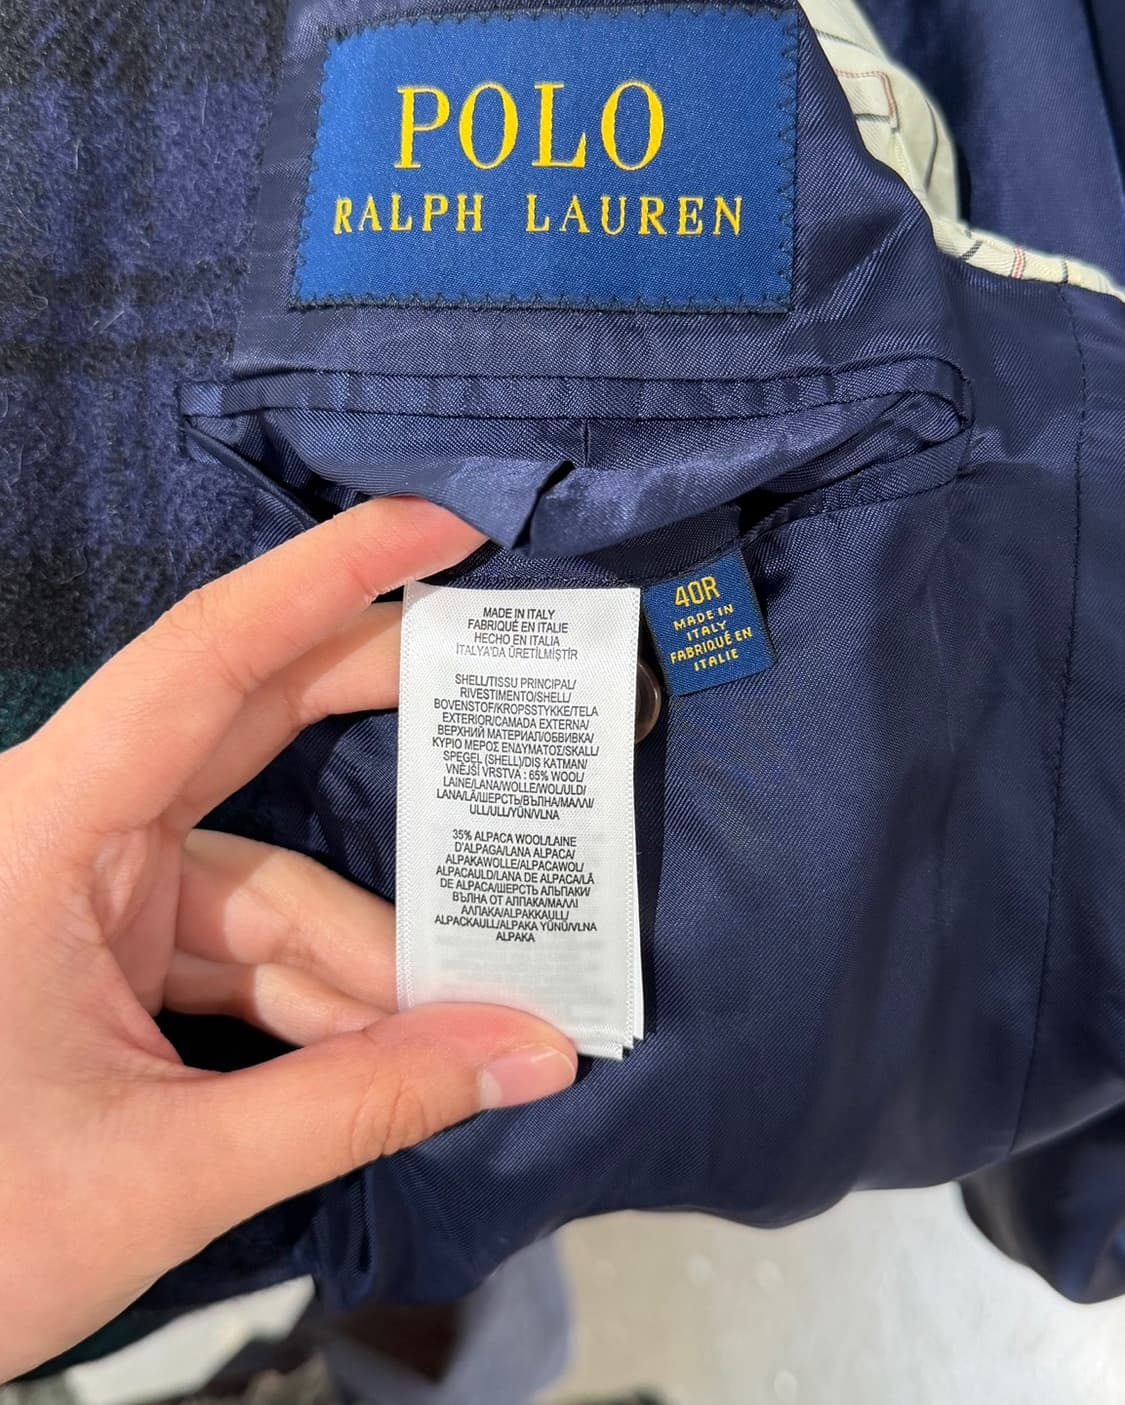 POLO
RALPH LAUREN
40R
MADE IN
ITALY
FABRIQUÉ EN
ITALIE
MADE IN ITALY
FABRIQUÉ EN ITALIE
HECHO EN ITALIA
İTALYA'DA ÜRETİLMİŞTİR
SHELL/TISSU PRINCIPAL/
RIVESTIMENTO/SHELL/
BOVENSTOF/KROPSSTYKKE/TELA
EXTERIOR/CAMADA EXTERNA/
ВЕРХНИЙ МАТЕРИАЛ/ОБВИВКА/
ΚΥΡΙΟ ΜΕΡΟΣ ΕΝΔΥΜΑΤΟΣ/SKALL/
SPEGEL (SHELL)/DIŞ KATMAN/
VNĚJŠÍ VRSTVA : 65% WOOL/
LAINE/LANA/WOLLE/WOL/ULD/
LANA/LÃ/ШЕРСТЬ/ВЪЛНА/ΜΑΛΛΙ/
ULL/ULL/YÜN/VLNA
35% ALPACA WOOL/LAINE
D'ALPAGA/LANA ALPACA/
ALPAKAWOLLE/ALPACAWOL/
ALPACAULD/LANA DE ALPACA/LÃ
DE ALPACA/ШЕРСТЬ АЛЬПАКИ/
ВЪЛНА ОТ АЛПАКА/ΜΑΛΛΙ
ΑΛΠΑΚΑ/ALPAKKAULL/
ALPACKAULL/ALPAKA YÜNÜ/VLNA
ALPAKA